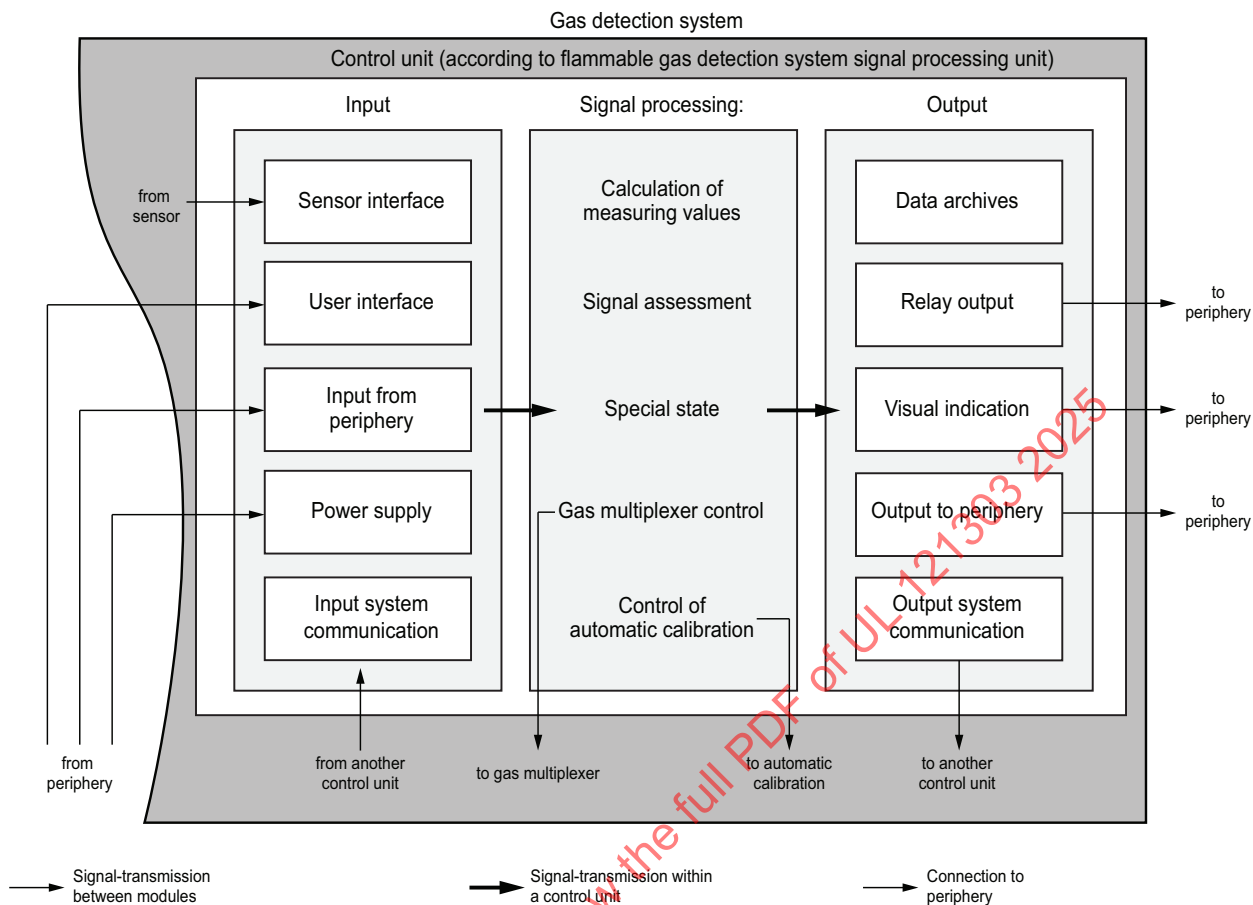 Gas detection system
Control unit (according to flammable gas detection system signal processing unit)
Input
Signal processing:
Output
from
sensor
Sensor interface
Calculation of
measuring values
Data archives
User interface
Signal assessment
Relay output
to
periphery
Input from
periphery
Special state
Visual indication
to
periphery
Power supply
Gas multiplexer control
Output to periphery
to
periphery
Input system
communication
Control of
automatic calibration
Output system
communication
from
periphery
from another
control unit
to gas multiplexer
to automatic
calibration
to another
control unit
Signal-transmission
between modules
Signal-transmission within
a control unit
Connection to
periphery
w the full PDF of UL 121303 2025